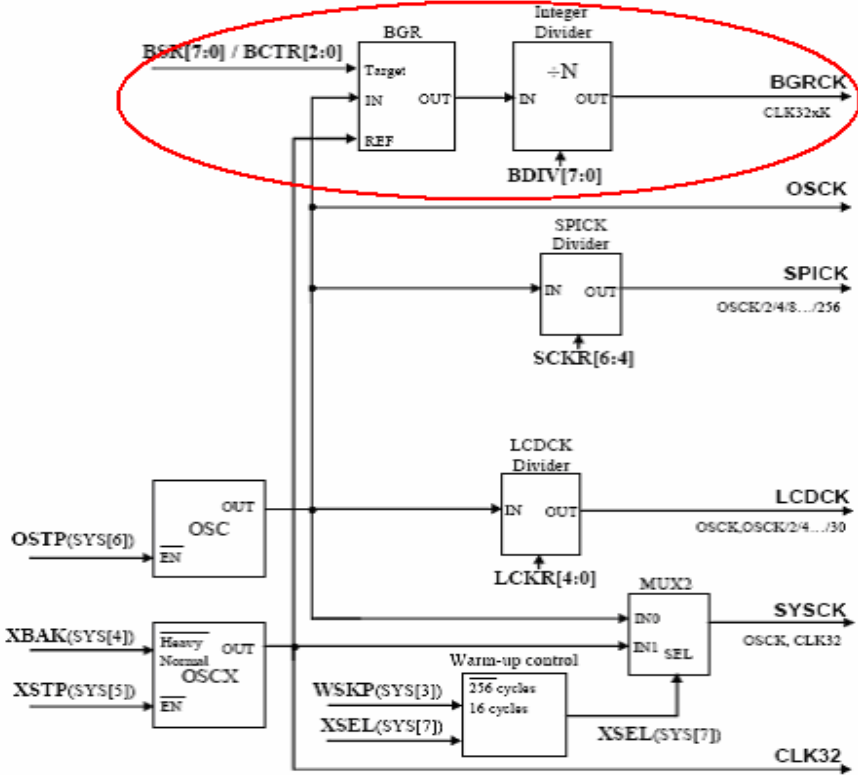 Integer
Divider
BGR
BSR[7:0] / BCTR[2:0]
Target
÷N
IN
OUT
IN
OUT
BGRCK
CLK32xK
REF
BDIV[7:0]
OSCK
SPICK
Divider
IN
OUT
SPICK
OSCK/2/4/8…/256
SCKR[6:4]
LCDCK
Divider
OUT
OSC
IN
OUT
LCDCK
OSCK,OSCK/2/4…/30
OSTP(SYS[6])
EN
LCKR[4:0]
MUX2
IN0
SYSCK
OSCK, CLK32
XBAK(SYS[4])
Heavy
Normal
OUT
OSCX
IN1
SEL
Warm-up control
XSTP(SYS[5])
EN
WSKP(SYS[3])
256 cycles
16 cycles
XSEL(SYS[7])
XSEL(SYS[7])
CLK32